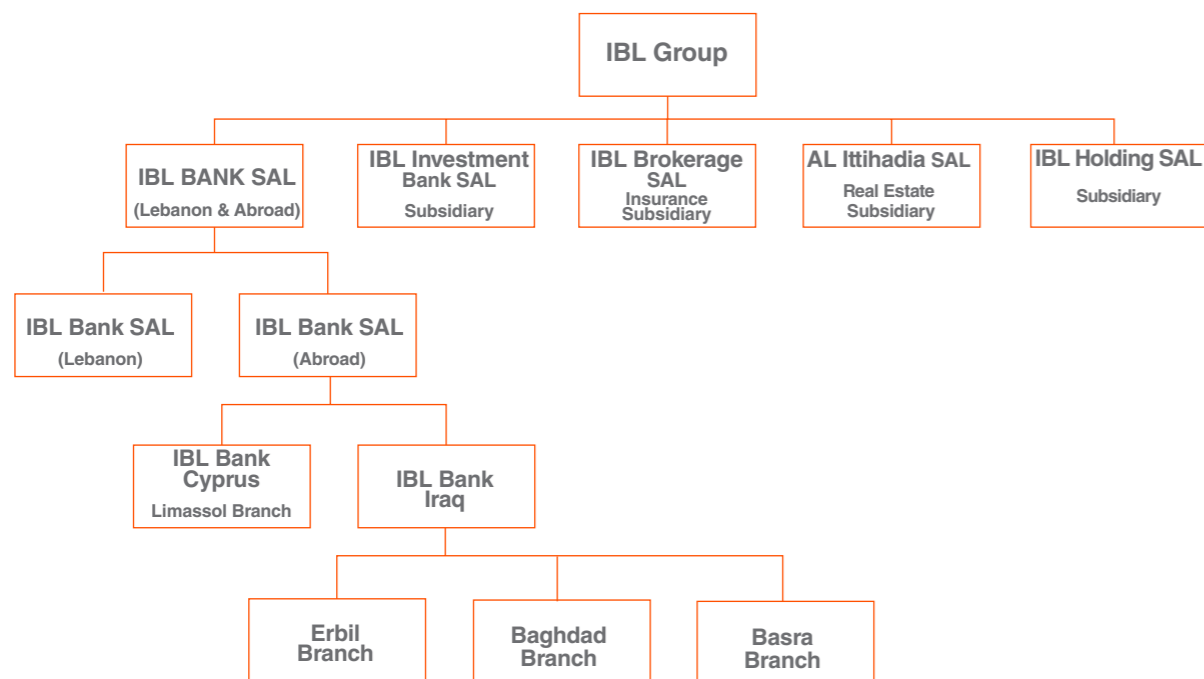 IBL Group
IBL BANK SAL
(Lebanon & Abroad)
IBL Investment
Bank SAL
Subsidiary
IBL Brokerage
SAL
Insurance
Subsidiary
AL Ittihadia SAL
Real Estate
Subsidiary
IBL Holding SAL
Subsidiary
IBL Bank SAL
(Lebanon)
IBL Bank SAL
(Abroad)
IBL Bank
Cyprus
Limassol Branch
IBL Bank
Iraq
Erbil
Branch
Baghdad
Branch
Basra
Branch